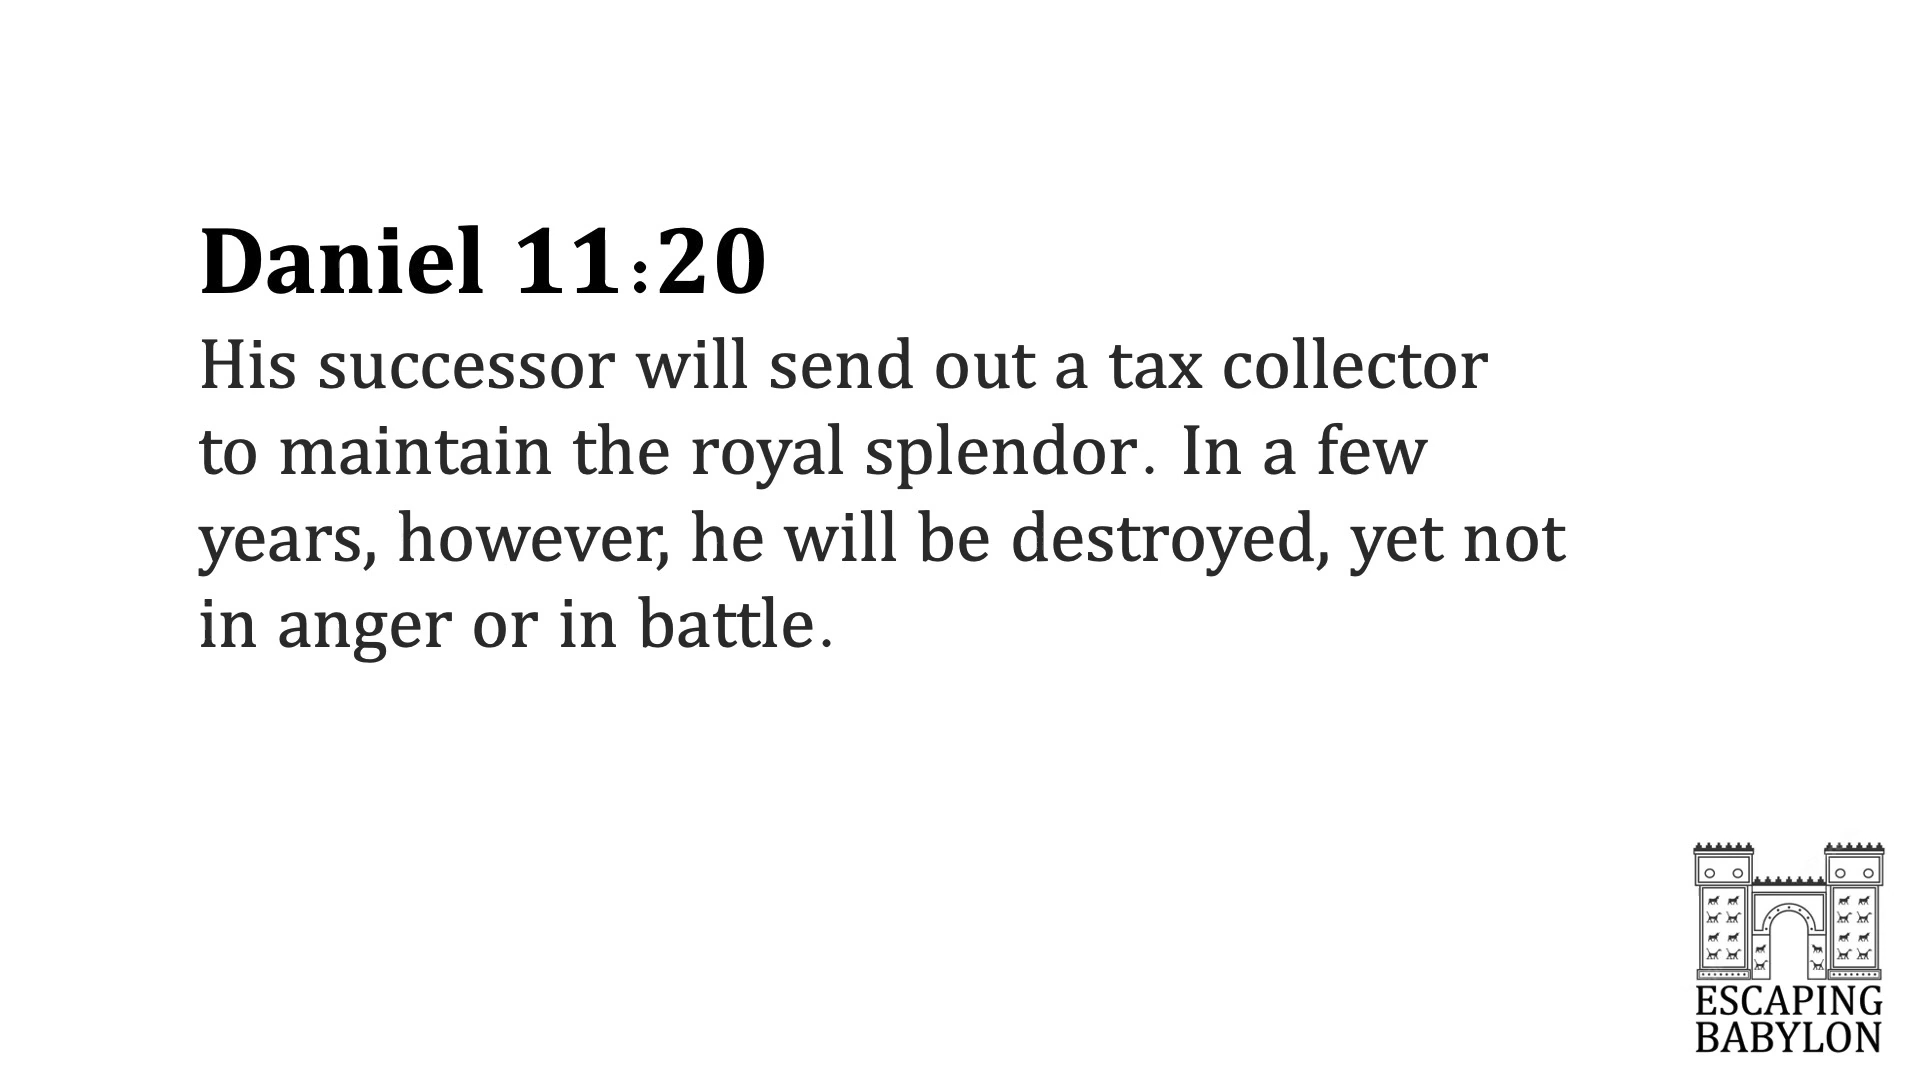 Daniel 11:20
His successor will send out a tax collector
to maintain the royal splendor. In a few
years, however, he will be destroyed, yet not
in anger or in battle.
ESCAPING
BABYLON